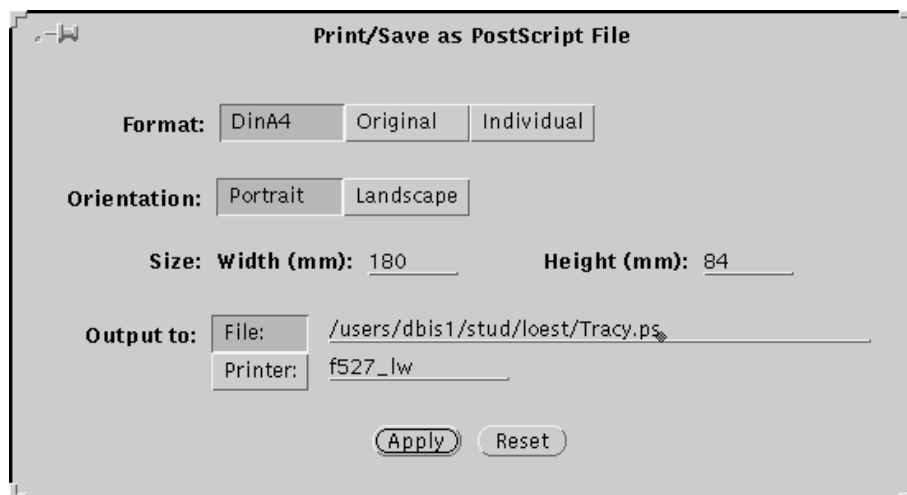 Print/Save as PostScript File
Format: DinA4 Original Individual
Orientation: Portrait Landscape
Size: Width (mm): 180 Height (mm): 84
Output to: File: /users/dbis1/stud/loest/Tracy.ps
Printer: f527_lw
Apply Reset